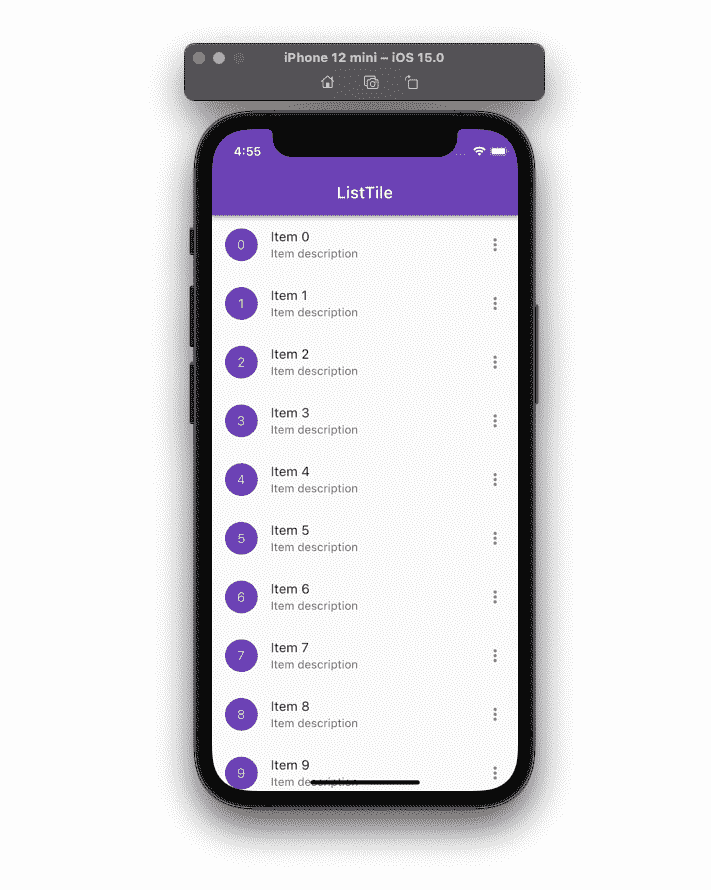 iPhone 12 mini – iOS 15.0
4:55
ListTile
0
Item 0
Item description
1
Item 1
Item description
2
Item 2
Item description
3
Item 3
Item description
4
Item 4
Item description
5
Item 5
Item description
6
Item 6
Item description
7
Item 7
Item description
8
Item 8
Item description
9
Item 9
Item description